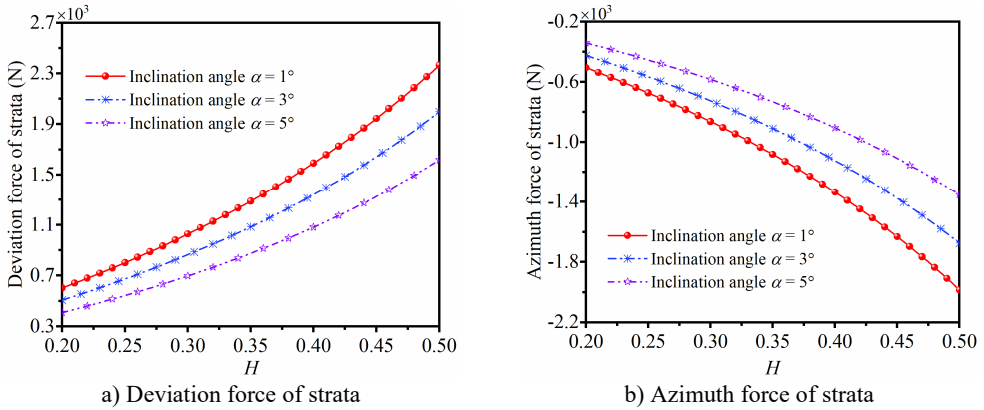 ×10³
2.7
2.3
1.9
1.5
1.1
0.7
0.3
Deviation force of strata (N)
Inclination angle α = 1°
Inclination angle α = 3°
Inclination angle α = 5°
0.20 0.25 0.30 0.35 0.40 0.45 0.50
H
a) Deviation force of strata
×10³
-0.2
-0.6
-1.0
-1.4
-1.8
-2.2
Azimuth force of strata (N)
Inclination angle α = 1°
Inclination angle α = 3°
Inclination angle α = 5°
0.20 0.25 0.30 0.35 0.40 0.45 0.50
H
b) Azimuth force of strata